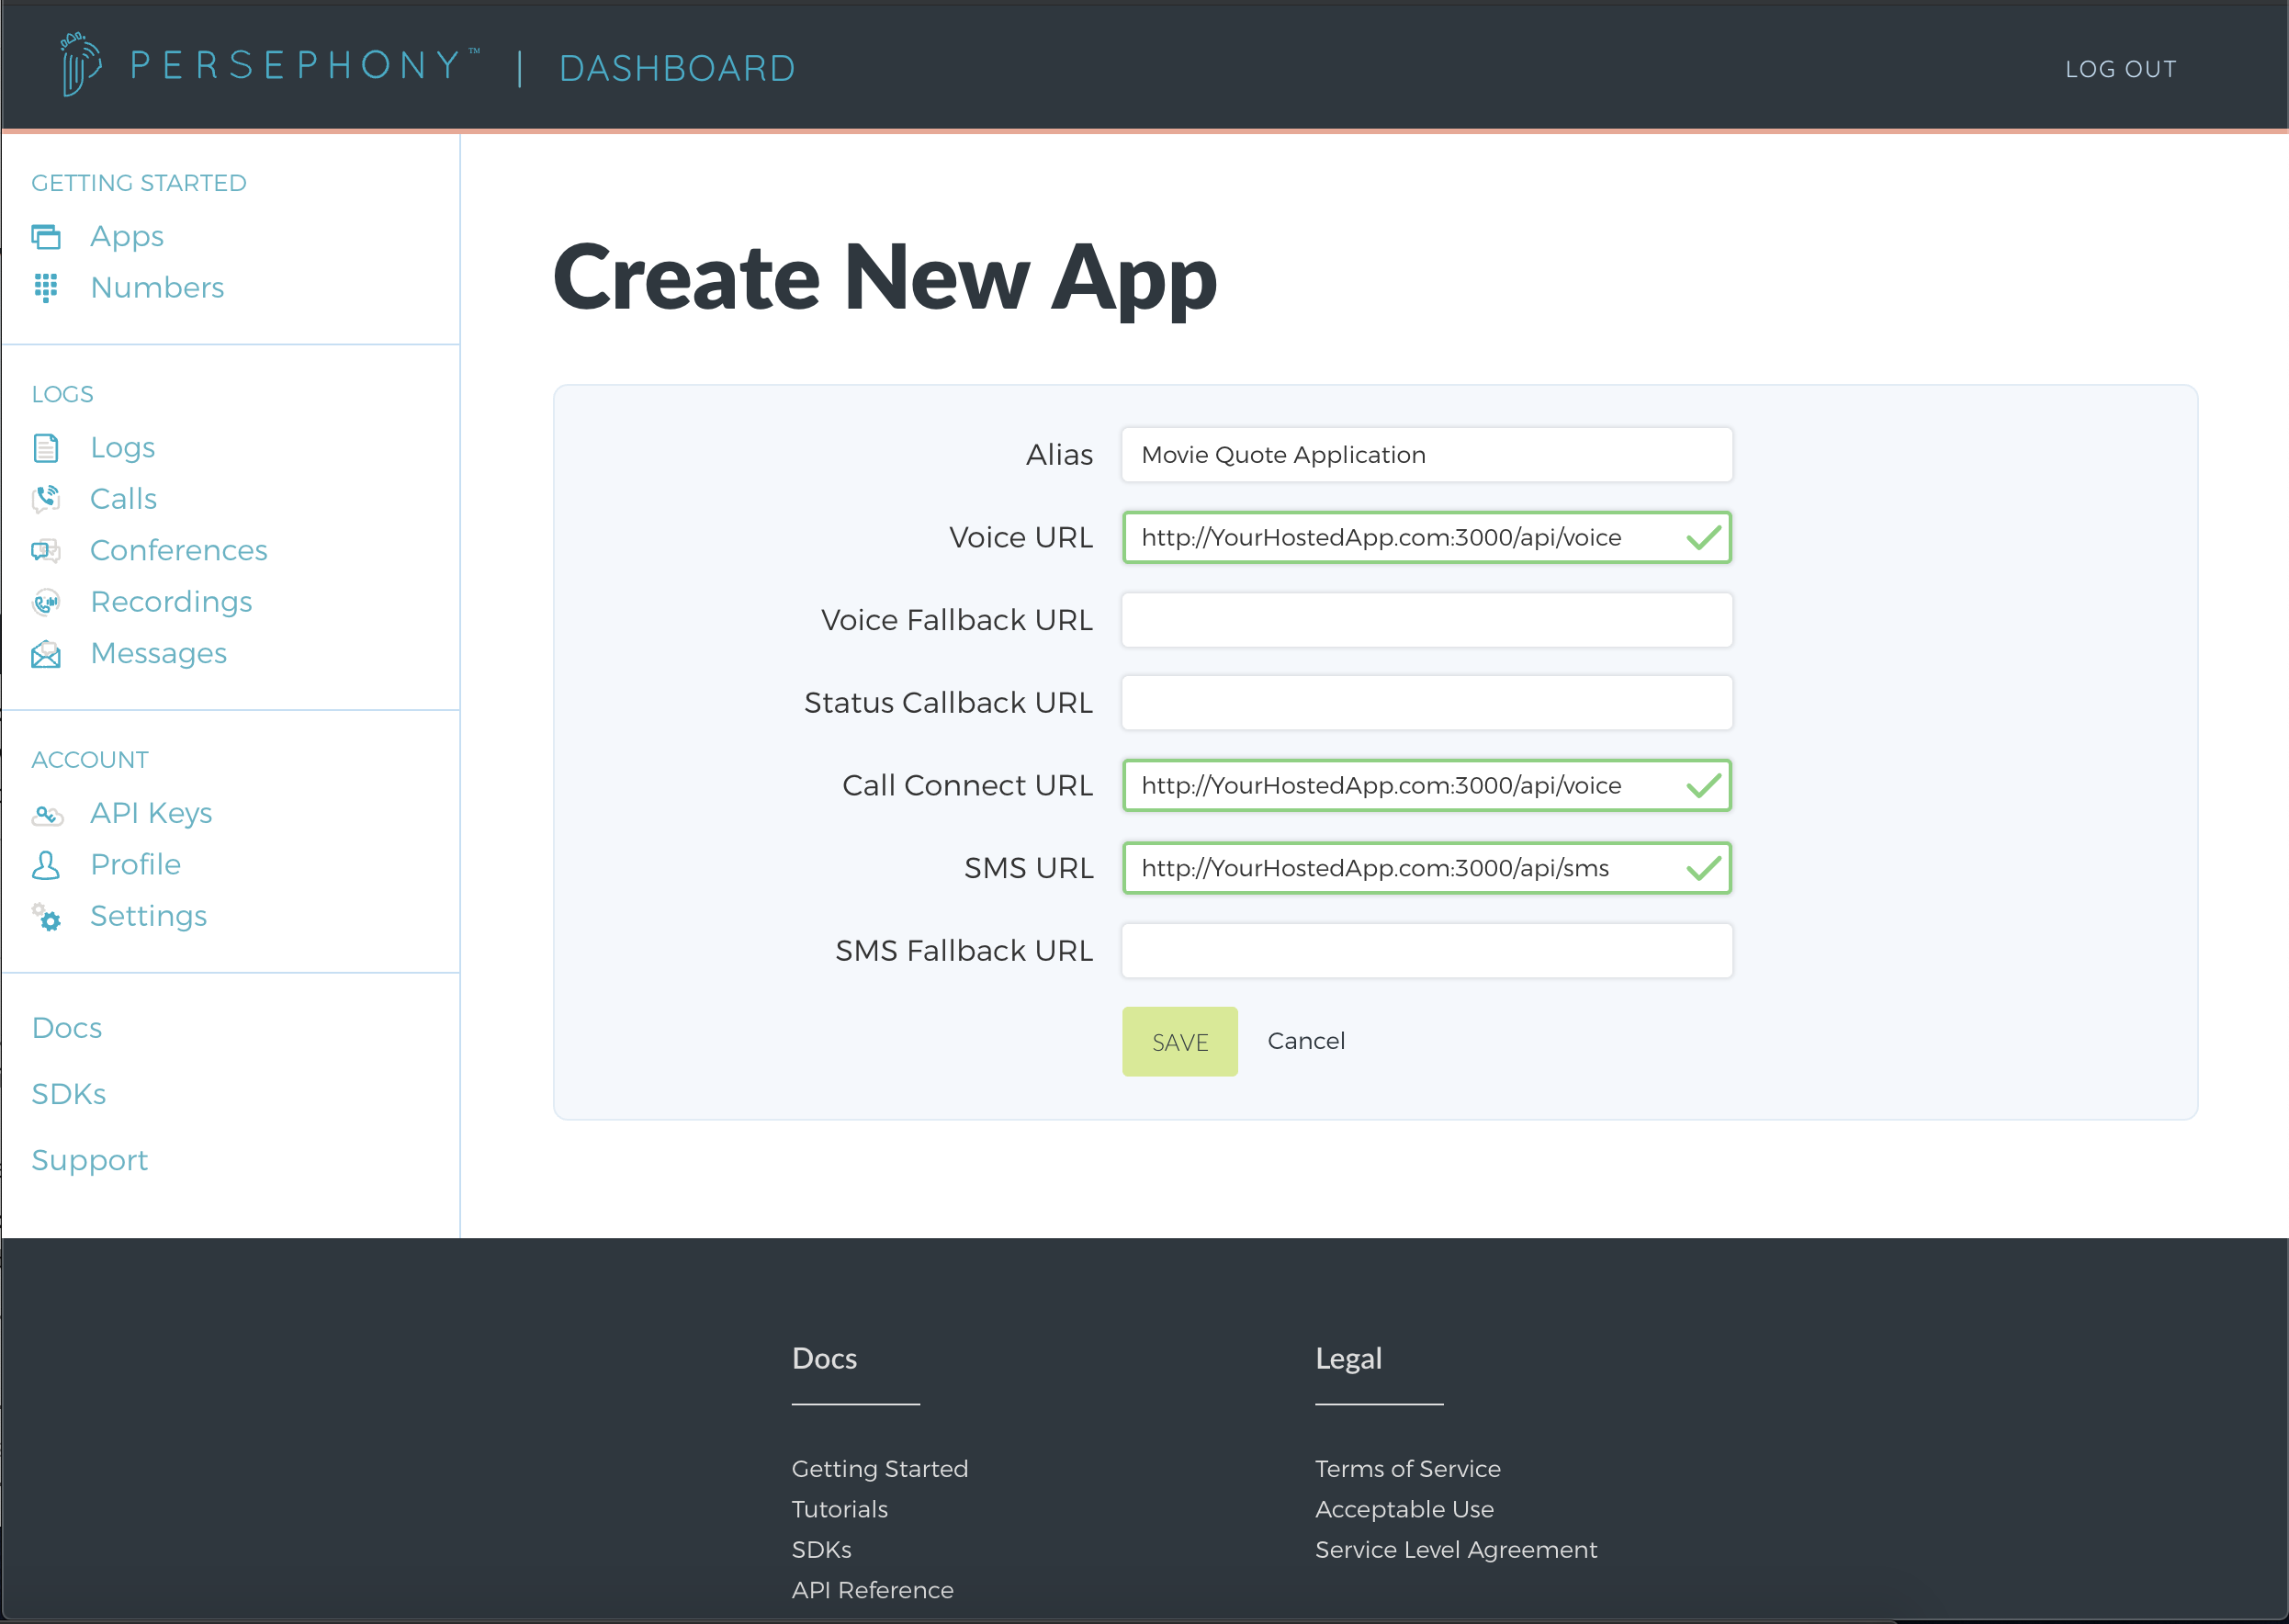 PERSEPHONY™ | DASHBOARD
LOG OUT
GETTING STARTED
Apps
Numbers
LOGS
Logs
Calls
Conferences
Recordings
Messages
ACCOUNT
API Keys
Profile
Settings
Docs
SDKs
Support
Create New App
Alias Movie Quote Application
Voice URL http://YourHostedApp.com:3000/api/voice
Voice Fallback URL
Status Callback URL
Call Connect URL http://YourHostedApp.com:3000/api/voice
SMS URL http://YourHostedApp.com:3000/api/sms
SMS Fallback URL
SAVE Cancel
Docs
Getting Started
Tutorials
SDKs
API Reference
Legal
Terms of Service
Acceptable Use
Service Level Agreement